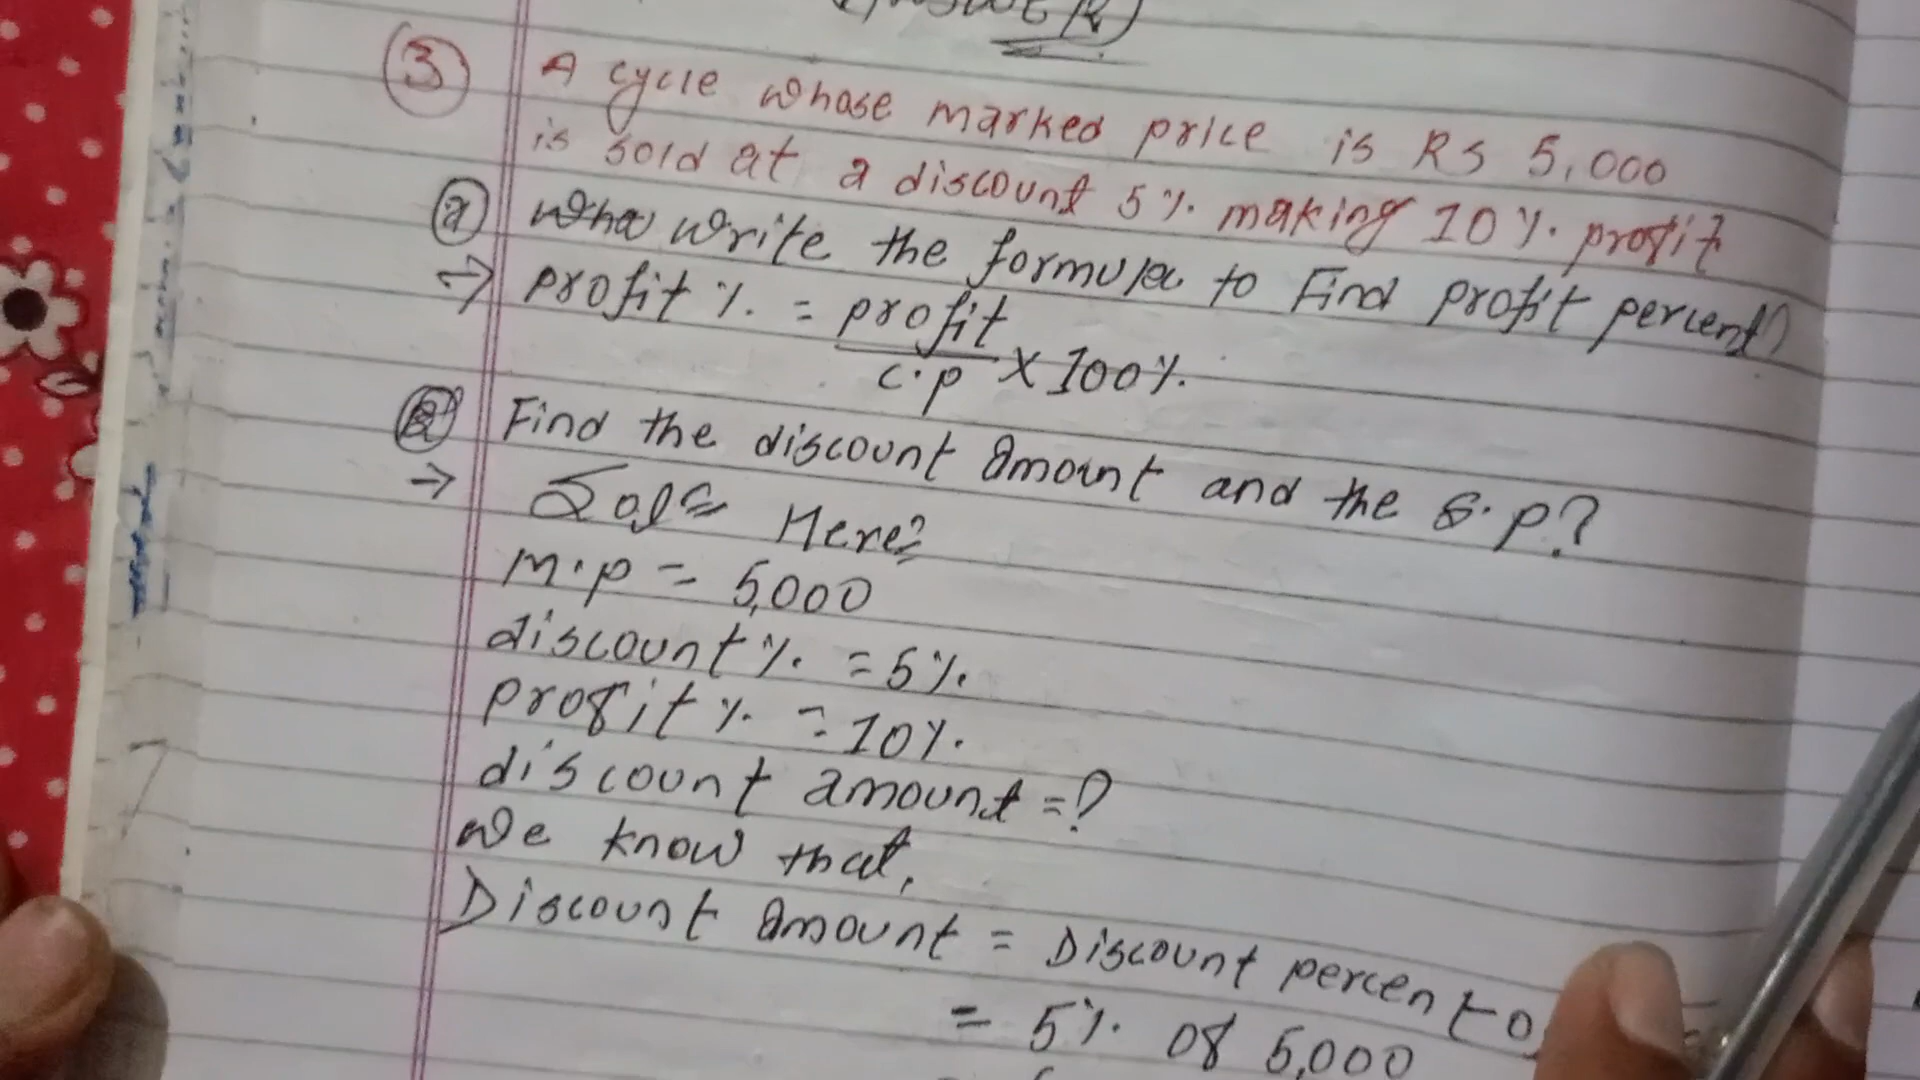 3 A cycle whose marked price is RS 5,000
is sold at a discount 5% making 10% profit
a write the formula to find profit percent?
→ profit % = profit / c.p × 100%
Find the discount amount and the s.p?
→ Solⁿ Here,
m.p = 5,000
discount % = 5%
profit % = 10%
discount amount = ?
we know that,
Discount Amount = Discount percent
= 5% of 5,000